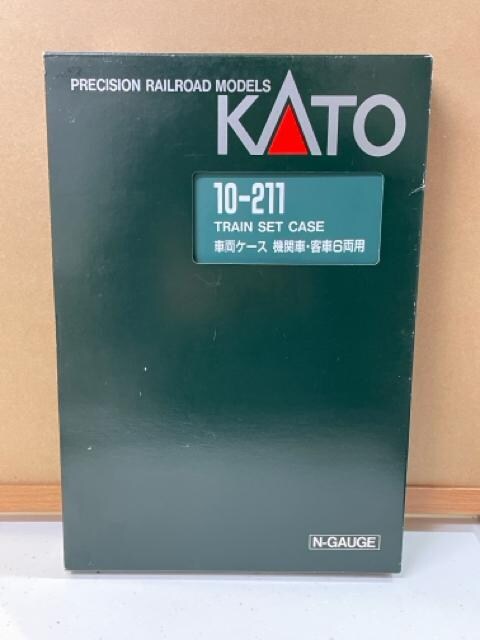 PRECISION RAILROAD MODELS
KATO
10-211
TRAIN SET CASE
車両ケース 機関車・客車6両用
N-GAUGE